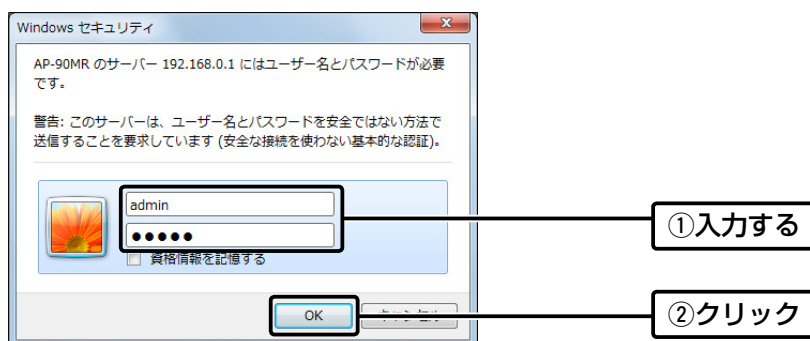 Windows セキュリティ
AP-90MR のサーバー 192.168.0.1 にはユーザー名とパスワードが必要
です。
警告: このサーバーは、ユーザー名とパスワードを安全ではない方法で
送信することを要求しています (安全な接続を使わない基本的な認証)。
admin
●●●●●
①入力する
資格情報を記憶する
OK
キャンセル
②クリック